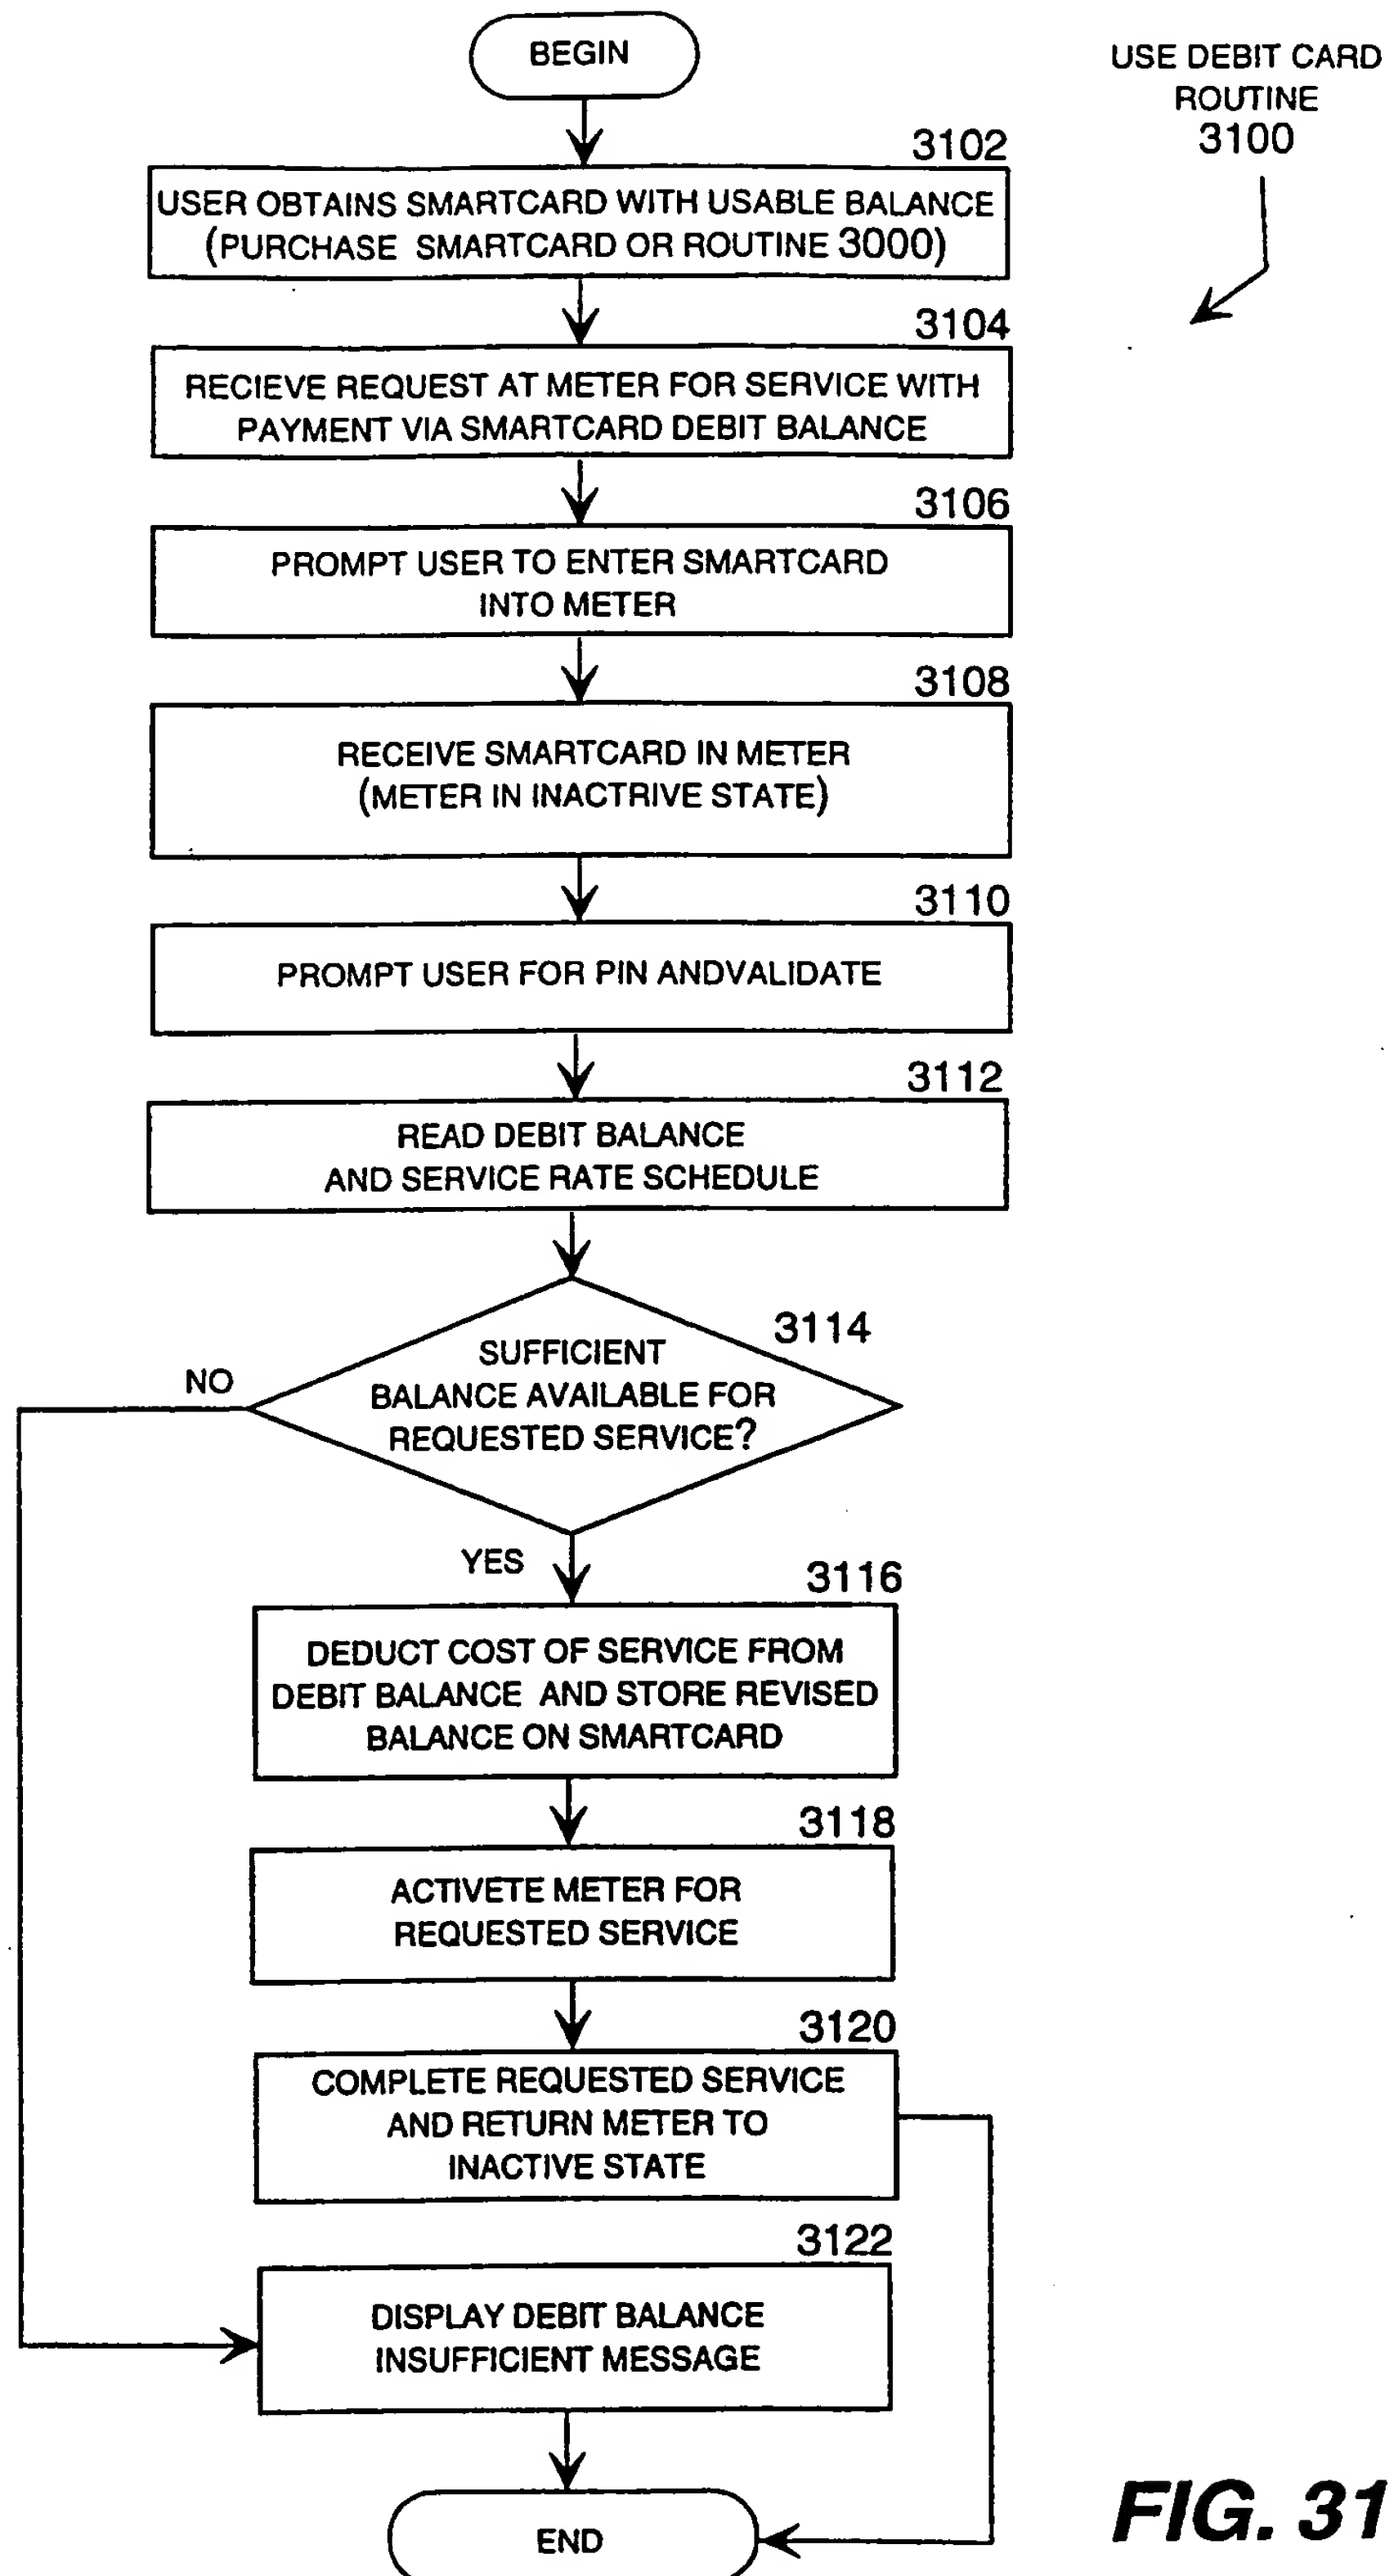 BEGIN
USE DEBIT CARD
ROUTINE
3100
3102
USER OBTAINS SMARTCARD WITH USABLE BALANCE
(PURCHASE SMARTCARD OR ROUTINE 3000)
3104
RECIEVE REQUEST AT METER FOR SERVICE WITH
PAYMENT VIA SMARTCARD DEBIT BALANCE
3106
PROMPT USER TO ENTER SMARTCARD
INTO METER
3108
RECEIVE SMARTCARD IN METER
(METER IN INACTRIVE STATE)
3110
PROMPT USER FOR PIN ANDVALIDATE
3112
READ DEBIT BALANCE
AND SERVICE RATE SCHEDULE
3114
SUFFICIENT
BALANCE AVAILABLE FOR
REQUESTED SERVICE?
NO
YES
3116
DEDUCT COST OF SERVICE FROM
DEBIT BALANCE AND STORE REVISED
BALANCE ON SMARTCARD
3118
ACTIVETE METER FOR
REQUESTED SERVICE
3120
COMPLETE REQUESTED SERVICE
AND RETURN METER TO
INACTIVE STATE
3122
DISPLAY DEBIT BALANCE
INSUFFICIENT MESSAGE
END
FIG. 31